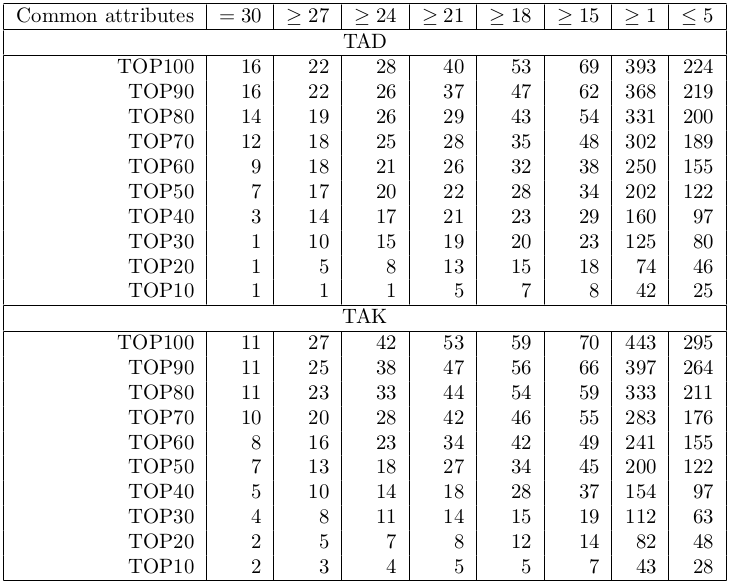 Common attributes = 30 ≥ 27 ≥ 24 ≥ 21 ≥ 18 ≥ 15 ≥ 1 ≤ 5
TAD
TOP100 16 22 28 40 53 69 393 224
TOP90 16 22 26 37 47 62 368 219
TOP80 14 19 26 29 43 54 331 200
TOP70 12 18 25 28 35 48 302 189
TOP60 9 18 21 26 32 38 250 155
TOP50 7 17 20 22 28 34 202 122
TOP40 3 14 17 21 23 29 160 97
TOP30 1 10 15 19 20 23 125 80
TOP20 1 5 8 13 15 18 74 46
TOP10 1 1 1 5 7 8 42 25
TAK
TOP100 11 27 42 53 59 70 443 295
TOP90 11 25 38 47 56 66 397 264
TOP80 11 23 33 44 54 59 333 211
TOP70 10 20 28 42 46 55 283 176
TOP60 8 16 23 34 42 49 241 155
TOP50 7 13 18 27 34 45 200 122
TOP40 5 10 14 18 28 37 154 97
TOP30 4 8 11 14 15 19 112 63
TOP20 2 5 7 8 12 14 82 48
TOP10 2 3 4 5 5 7 43 28